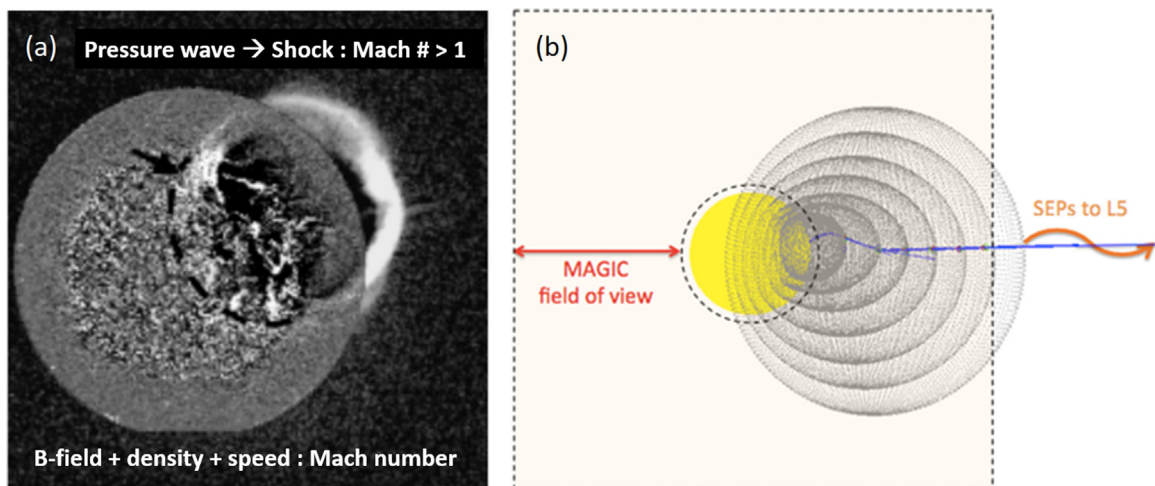 (a)
Pressure wave → Shock : Mach # > 1
B-field + density + speed : Mach number
(b)
MAGIC
field of view
SEPs to L5